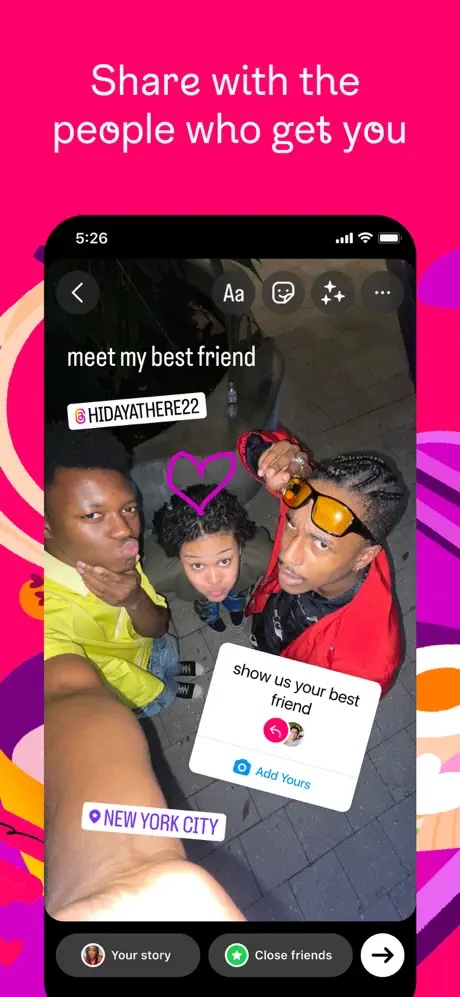 Share with the
people who get you
5:26
Aa
meet my best friend
@HIDAYATHERE22
show us your best
friend
Add Yours
NEW YORK CITY
Your story
Close friends